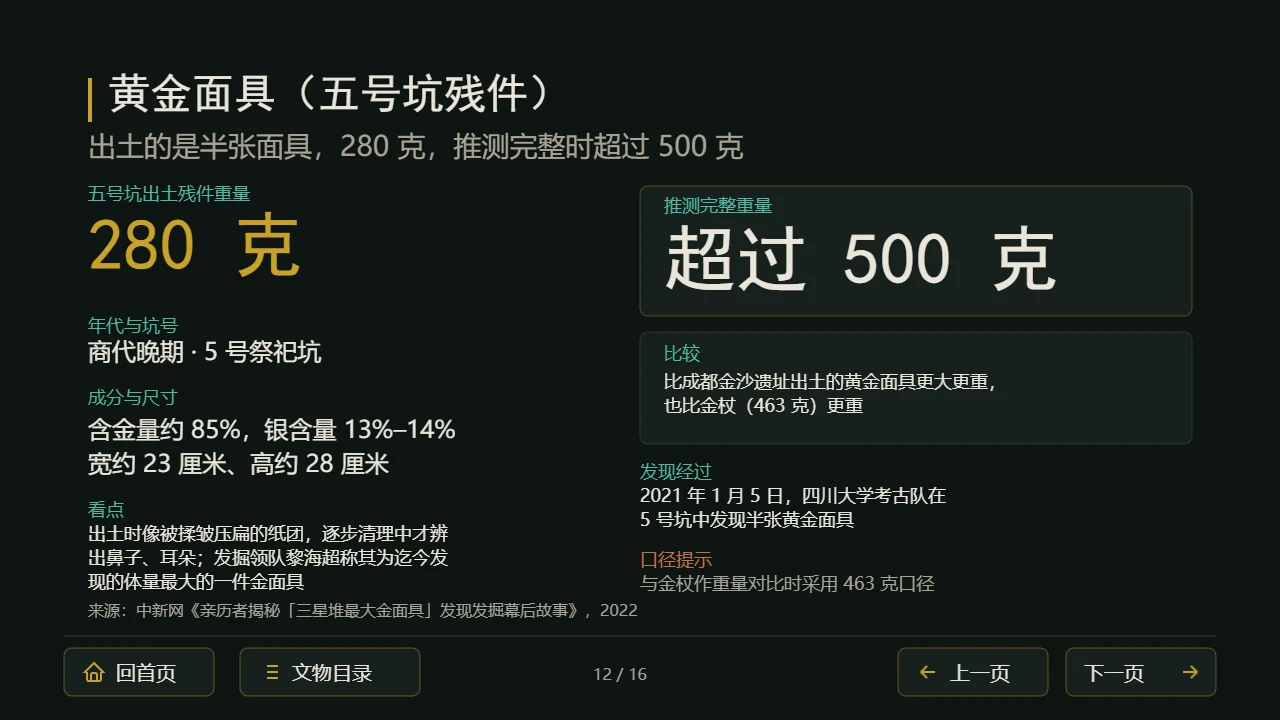 黄金面具（五号坑残件）
出土的是半张面具，280 克，推测完整时超过 500 克
五号坑出土残件重量
280 克
年代与坑号
商代晚期 · 5 号祭祀坑
成分与尺寸
含金量约 85%，银含量 13%–14%
宽约 23 厘米、高约 28 厘米
看点
出土时像被揉皱压扁的纸团，逐步清理中才辨
出鼻子、耳朵；发掘领队黎海超称其为迄今发
现的体量最大的一件金面具
来源：中新网《亲历者揭秘「三星堆最大金面具」发现发掘幕后故事》，2022
推测完整重量
超过 500 克
比较
比成都金沙遗址出土的黄金面具更大更重，
也比金杖（463 克）更重
发现经过
2021 年 1 月 5 日，四川大学考古队在
5 号坑中发现半张黄金面具
口径提示
与金杖作重量对比时采用 463 克口径
回首页
文物目录
12 / 16
上一页
下一页